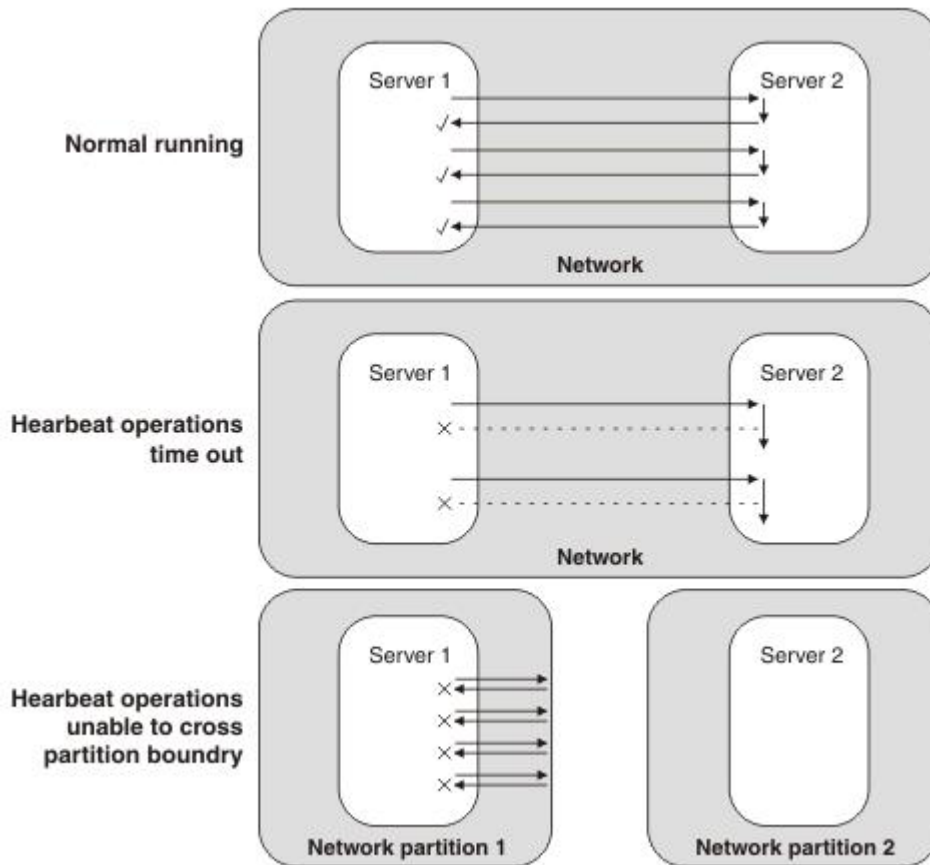 Server 1
Server 2
Normal running
Network
Server 1
Server 2
Hearbeat operations
time out
Network
Server 1
Server 2
Hearbeat operations
unable to cross
partition boundry
Network partition 1
Network partition 2